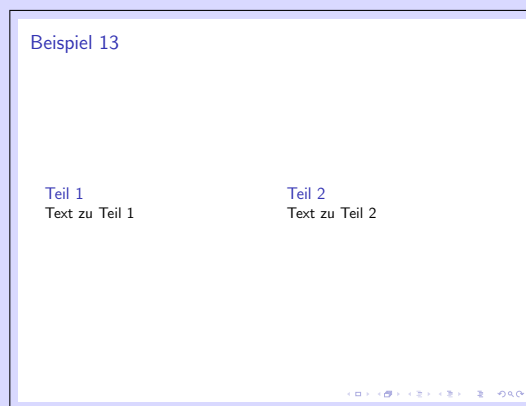 Beispiel 13
Teil 1
Text zu Teil 1
Teil 2
Text zu Teil 2